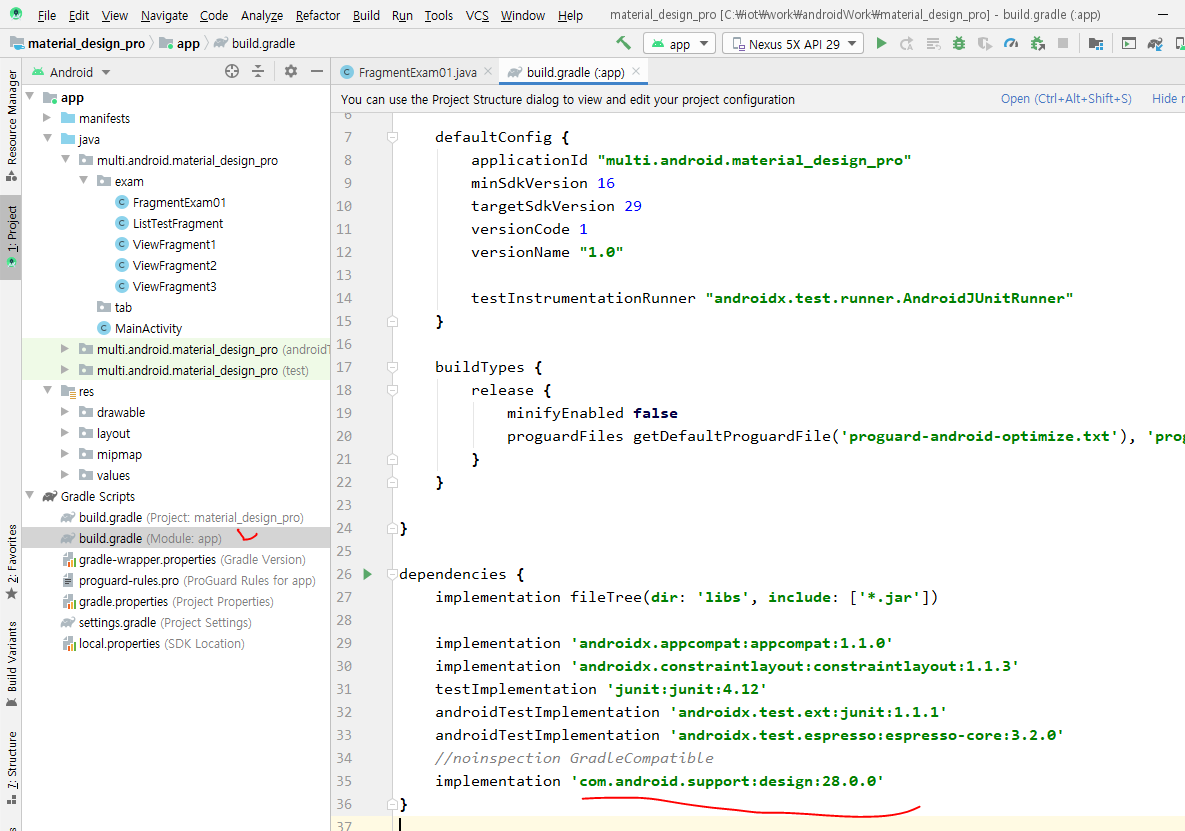 File Edit View Navigate Code Analyze Refactor Build Run Tools VCS Window Help material_design_pro [C:₩iot₩work₩androidWork₩material_design_pro] - build.gradle (:app)
material_design_pro app build.gradle app Nexus 5X API 29
Android FragmentExam01.java build.gradle (:app)
You can use the Project Structure dialog to view and edit your project configuration Open (Ctrl+Alt+Shift+S) Hide
Resource Manager
1: Project
2: Favorites
Build Variants
7: Structure
app
manifests
java
multi.android.material_design_pro
exam
FragmentExam01
ListTestFragment
ViewFragment1
ViewFragment2
ViewFragment3
tab
MainActivity
multi.android.material_design_pro (androidT
multi.android.material_design_pro (test)
res
drawable
layout
mipmap
values
Gradle Scripts
build.gradle (Project: material_design_pro)
build.gradle (Module: app)
gradle-wrapper.properties (Gradle Version)
proguard-rules.pro (ProGuard Rules for app)
gradle.properties (Project Properties)
settings.gradle (Project Settings)
local.properties (SDK Location)
6
7 defaultConfig {
8 applicationId "multi.android.material_design_pro"
9 minSdkVersion 16
10 targetSdkVersion 29
11 versionCode 1
12 versionName "1.0"
13
14 testInstrumentationRunner "androidx.test.runner.AndroidJUnitRunner"
15 }
16
17 buildTypes {
18 release {
19 minifyEnabled false
20 proguardFiles getDefaultProguardFile('proguard-android-optimize.txt'), 'prog
21 }
22 }
23
24 }
25
26 dependencies {
27 implementation fileTree(dir: 'libs', include: ['*.jar'])
28
29 implementation 'androidx.appcompat:appcompat:1.1.0'
30 implementation 'androidx.constraintlayout:constraintlayout:1.1.3'
31 testImplementation 'junit:junit:4.12'
32 androidTestImplementation 'androidx.test.ext:junit:1.1.1'
33 androidTestImplementation 'androidx.test.espresso:espresso-core:3.2.0'
34 //noinspection GradleCompatible
35 implementation 'com.android.support:design:28.0.0'
36 }
37